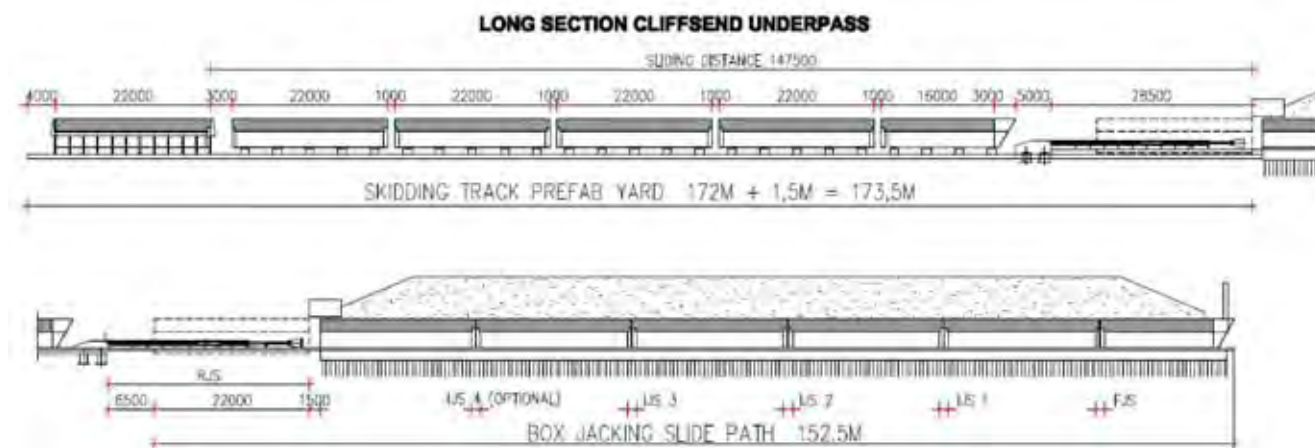 LONG SECTION CLIFFSEND UNDERPASS
SLIDING DISTANCE 147500
4000 22000 3000 22000 1000 22000 1000 22000 1000 22000 1000 16000 3000 5000 28500
SKIDDING TRACK PREFAB YARD 172M + 1,5M = 173,5M
RJS
6500 22000 1500 IJS 4 (OPTIONAL) IJS 3 IJS 2 IJS 1 FJS
BOX JACKING SLIDE PATH 152.5M